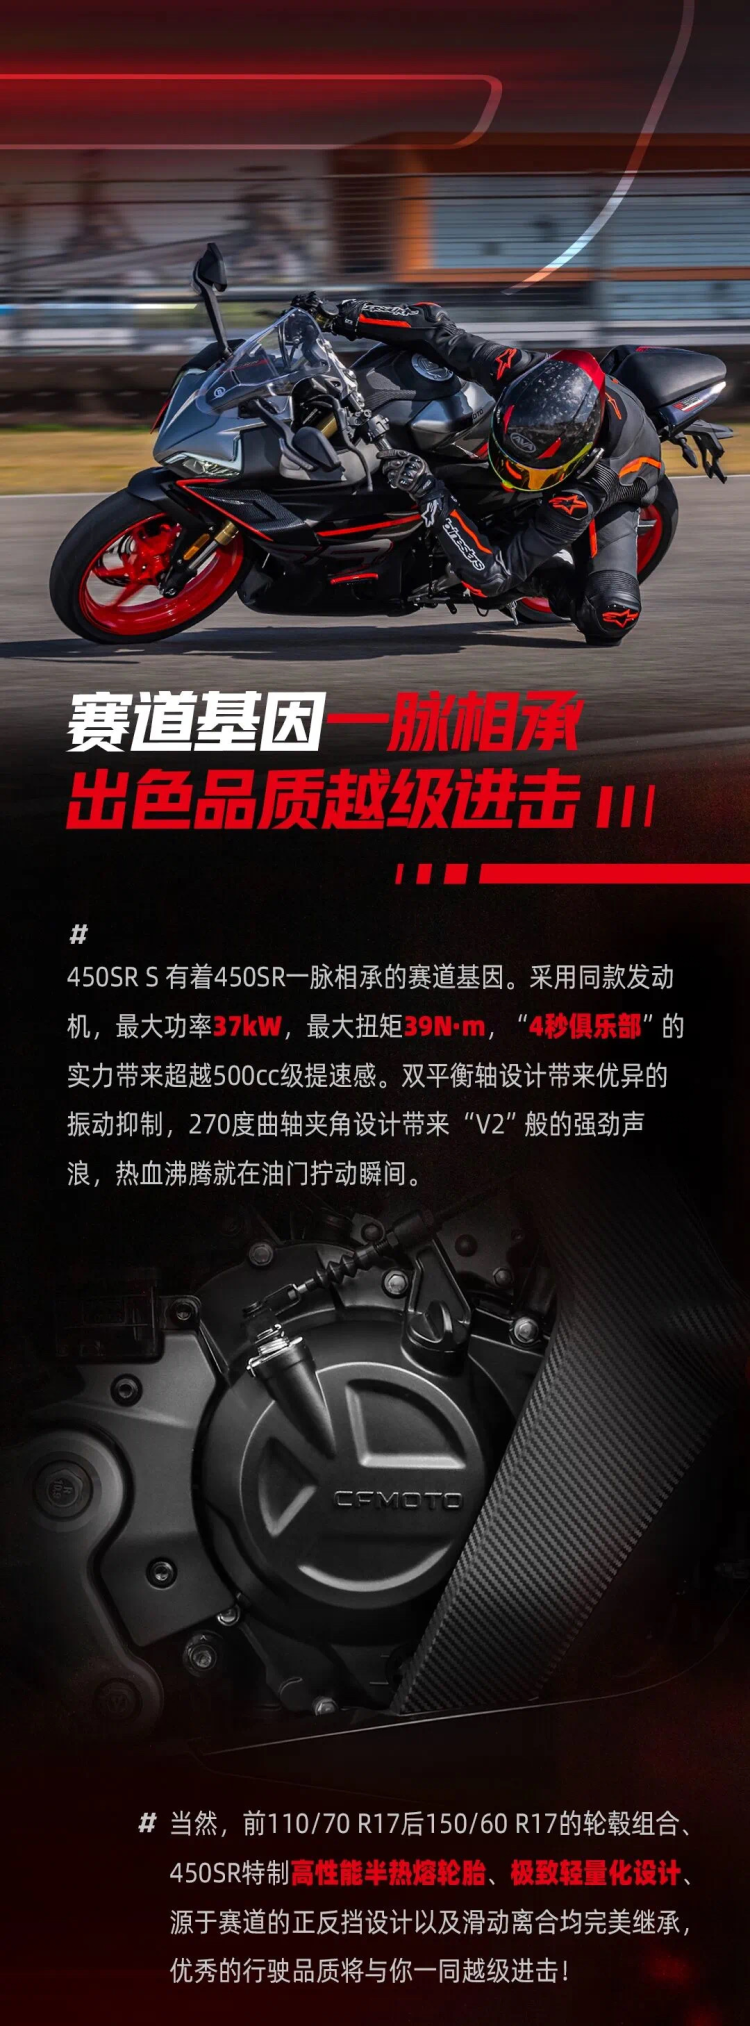 赛道基因一脉相承
出色品质越级进击
#
450SR S 有着450SR一脉相承的赛道基因。采用同款发动
机，最大功率37kW，最大扭矩39N·m，“4秒俱乐部”的
实力带来超越500cc级提速感。双平衡轴设计带来优异的
振动抑制，270度曲轴夹角设计带来“V2”般的强劲声
浪，热血沸腾就在油门拧动瞬间。
CFMOTO
# 当然，前110/70 R17后150/60 R17的轮毂组合、
450SR特制高性能半热熔轮胎、极致轻量化设计、
源于赛道的正反挡设计以及滑动离合均完美继承，
优秀的行驶品质将与你一同越级进击！